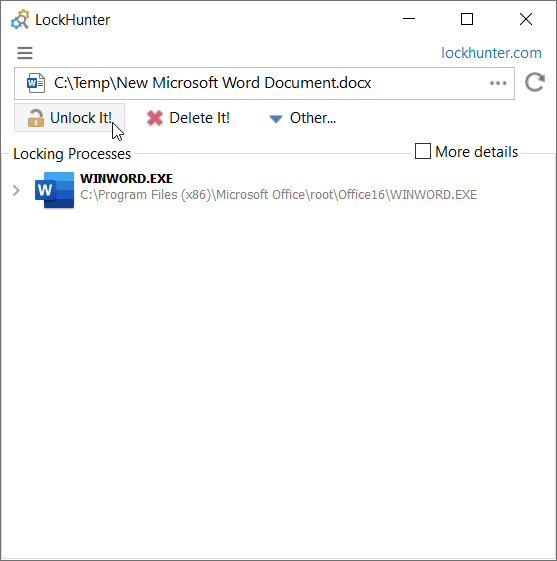 LockHunter
lockhunter.com
C:\Temp\New Microsoft Word Document.docx
Unlock It! Delete It! Other...
Locking Processes More details
WINWORD.EXE
C:\Program Files (x86)\Microsoft Office\root\Office16\WINWORD.EXE